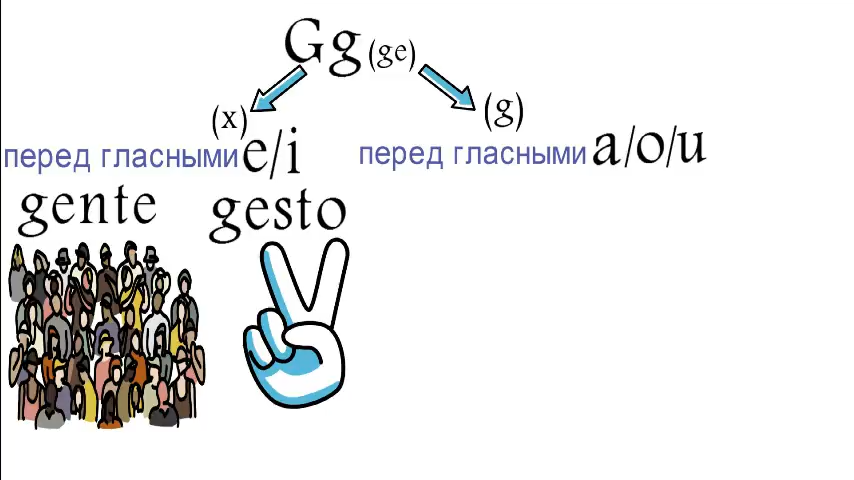 Gg (ge)
(x) (g)
перед гласными e/i перед гласными a/o/u
gente gesto